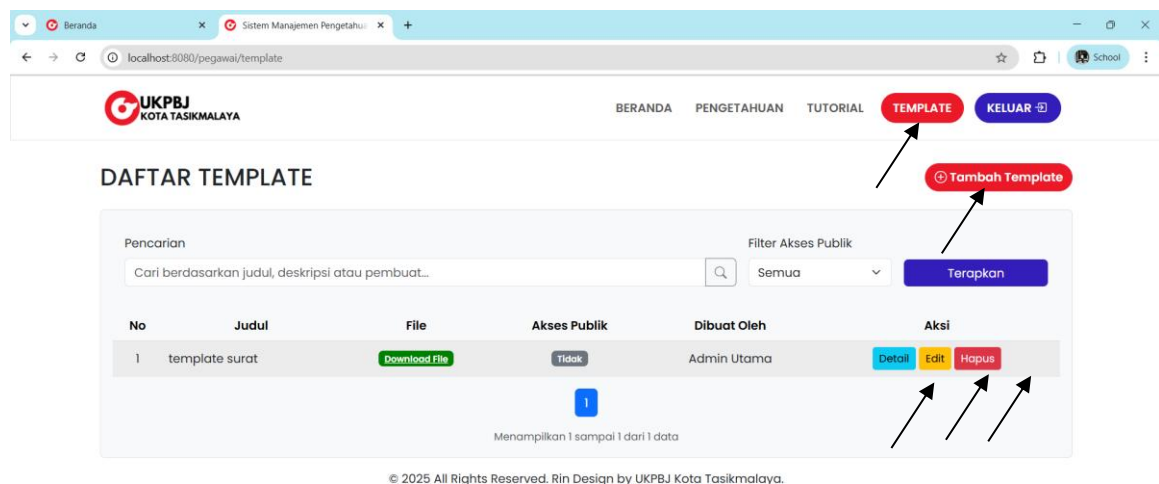 Beranda
Sistem Manajemen Pengetahua
localhost:8080/pegawai/template
School
UKPBJ
KOTA TASIKMALAYA
BERANDA PENGETAHUAN TUTORIAL TEMPLATE KELUAR
DAFTAR TEMPLATE
Tambah Template
Pencarian Filter Akses Publik
Cari berdasarkan judul, deskripsi atau pembuat... Semua Terapkan
No Judul File Akses Publik Dibuat Oleh Aksi
1 template surat Download File Tidak Admin Utama Detail Edit Hapus
1
Menampilkan 1 sampai 1 dari 1 data
© 2025 All Rights Reserved. Rin Design by UKPBJ Kota Tasikmalaya.